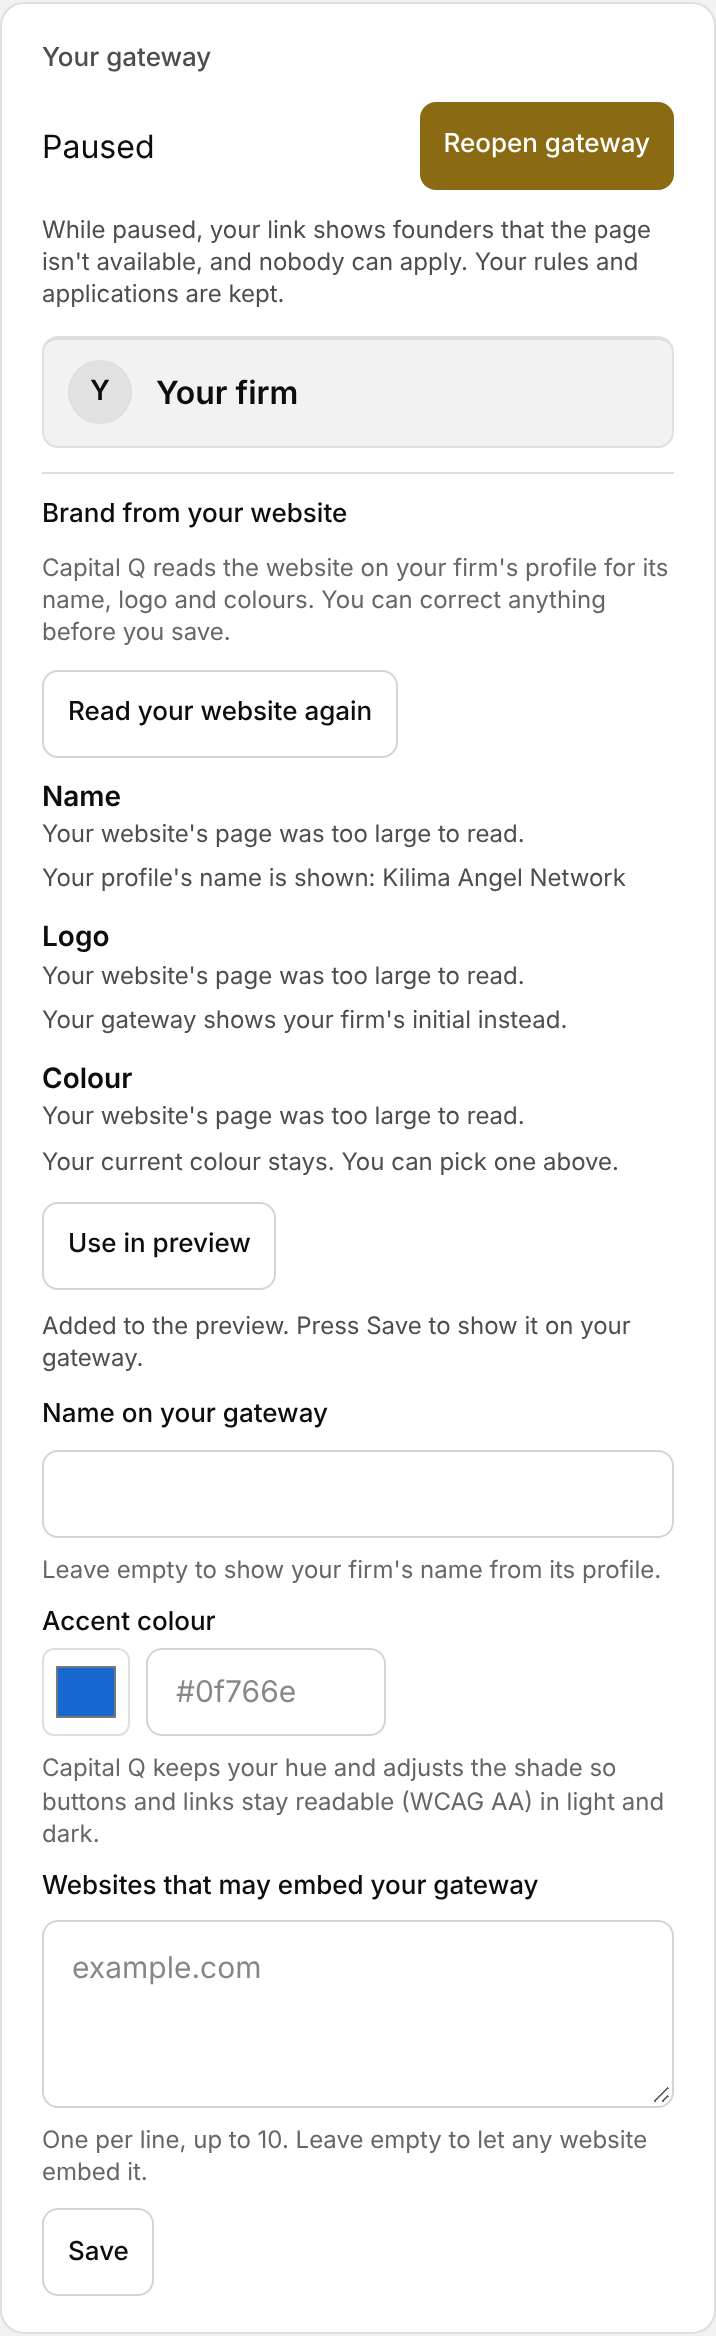 Your gateway
Paused
Reopen gateway
While paused, your link shows founders that the page
isn't available, and nobody can apply. Your rules and
applications are kept.
Y
Your firm
Brand from your website
Capital Q reads the website on your firm's profile for its
name, logo and colours. You can correct anything
before you save.
Read your website again
Name
Your website's page was too large to read.
Your profile's name is shown: Kilima Angel Network
Logo
Your website's page was too large to read.
Your gateway shows your firm's initial instead.
Colour
Your website's page was too large to read.
Your current colour stays. You can pick one above.
Use in preview
Added to the preview. Press Save to show it on your
gateway.
Name on your gateway
Leave empty to show your firm's name from its profile.
Accent colour
#0f766e
Capital Q keeps your hue and adjusts the shade so
buttons and links stay readable (WCAG AA) in light and
dark.
Websites that may embed your gateway
example.com
One per line, up to 10. Leave empty to let any website
embed it.
Save